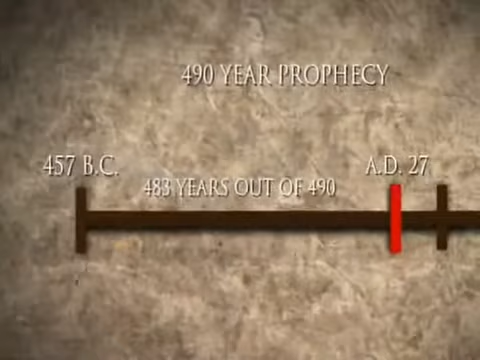 490 YEAR PROPHECY
457 B.C.
A.D. 27
483 YEARS OUT OF 490